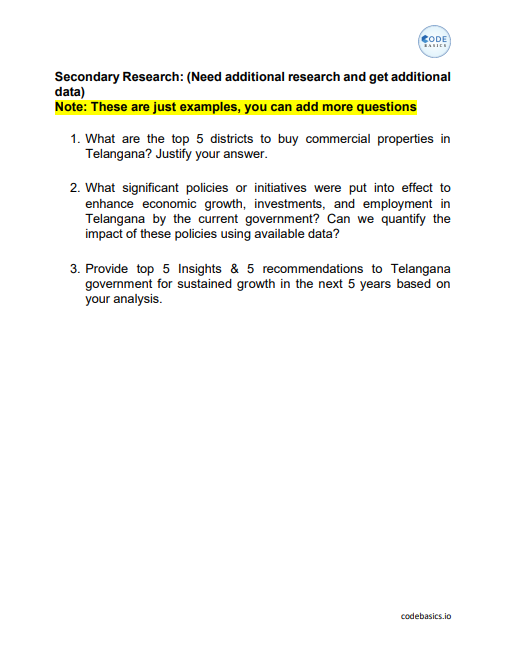 CODE
BASICS
Secondary Research: (Need additional research and get additional
data)
Note: These are just examples, you can add more questions
1. What are the top 5 districts to buy commercial properties in
Telangana? Justify your answer.
2. What significant policies or initiatives were put into effect to
enhance economic growth, investments, and employment in
Telangana by the current government? Can we quantify the
impact of these policies using available data?
3. Provide top 5 Insights & 5 recommendations to Telangana
government for sustained growth in the next 5 years based on
your analysis.
codebasics.io